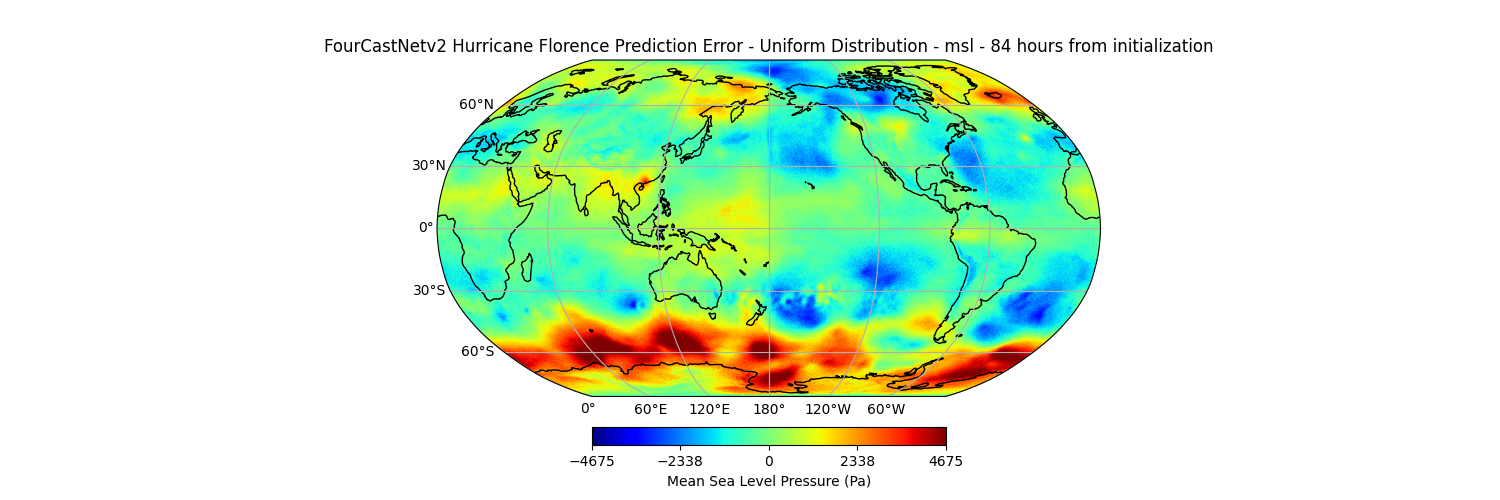 FourCastNetv2 Hurricane Florence Prediction Error - Uniform Distribution - msl - 84 hours from initialization
60°N
30°N
0°
30°S
60°S
0° 60°E 120°E 180° 120°W 60°W
−4675 −2338 0 2338 4675
Mean Sea Level Pressure (Pa)